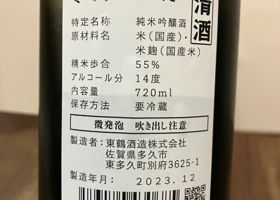 清酒
特定名称 純米吟醸酒
原材料名 米(国産)・
米麹(国産米)
精米歩合 55%
アルコール分 14度
内容量 720ml
保存方法 要冷蔵
微発泡 吹き出し注意
製造者:東鶴酒造株式会社
佐賀県多久市
東多久町別府3625-1
製造年月:2023.12